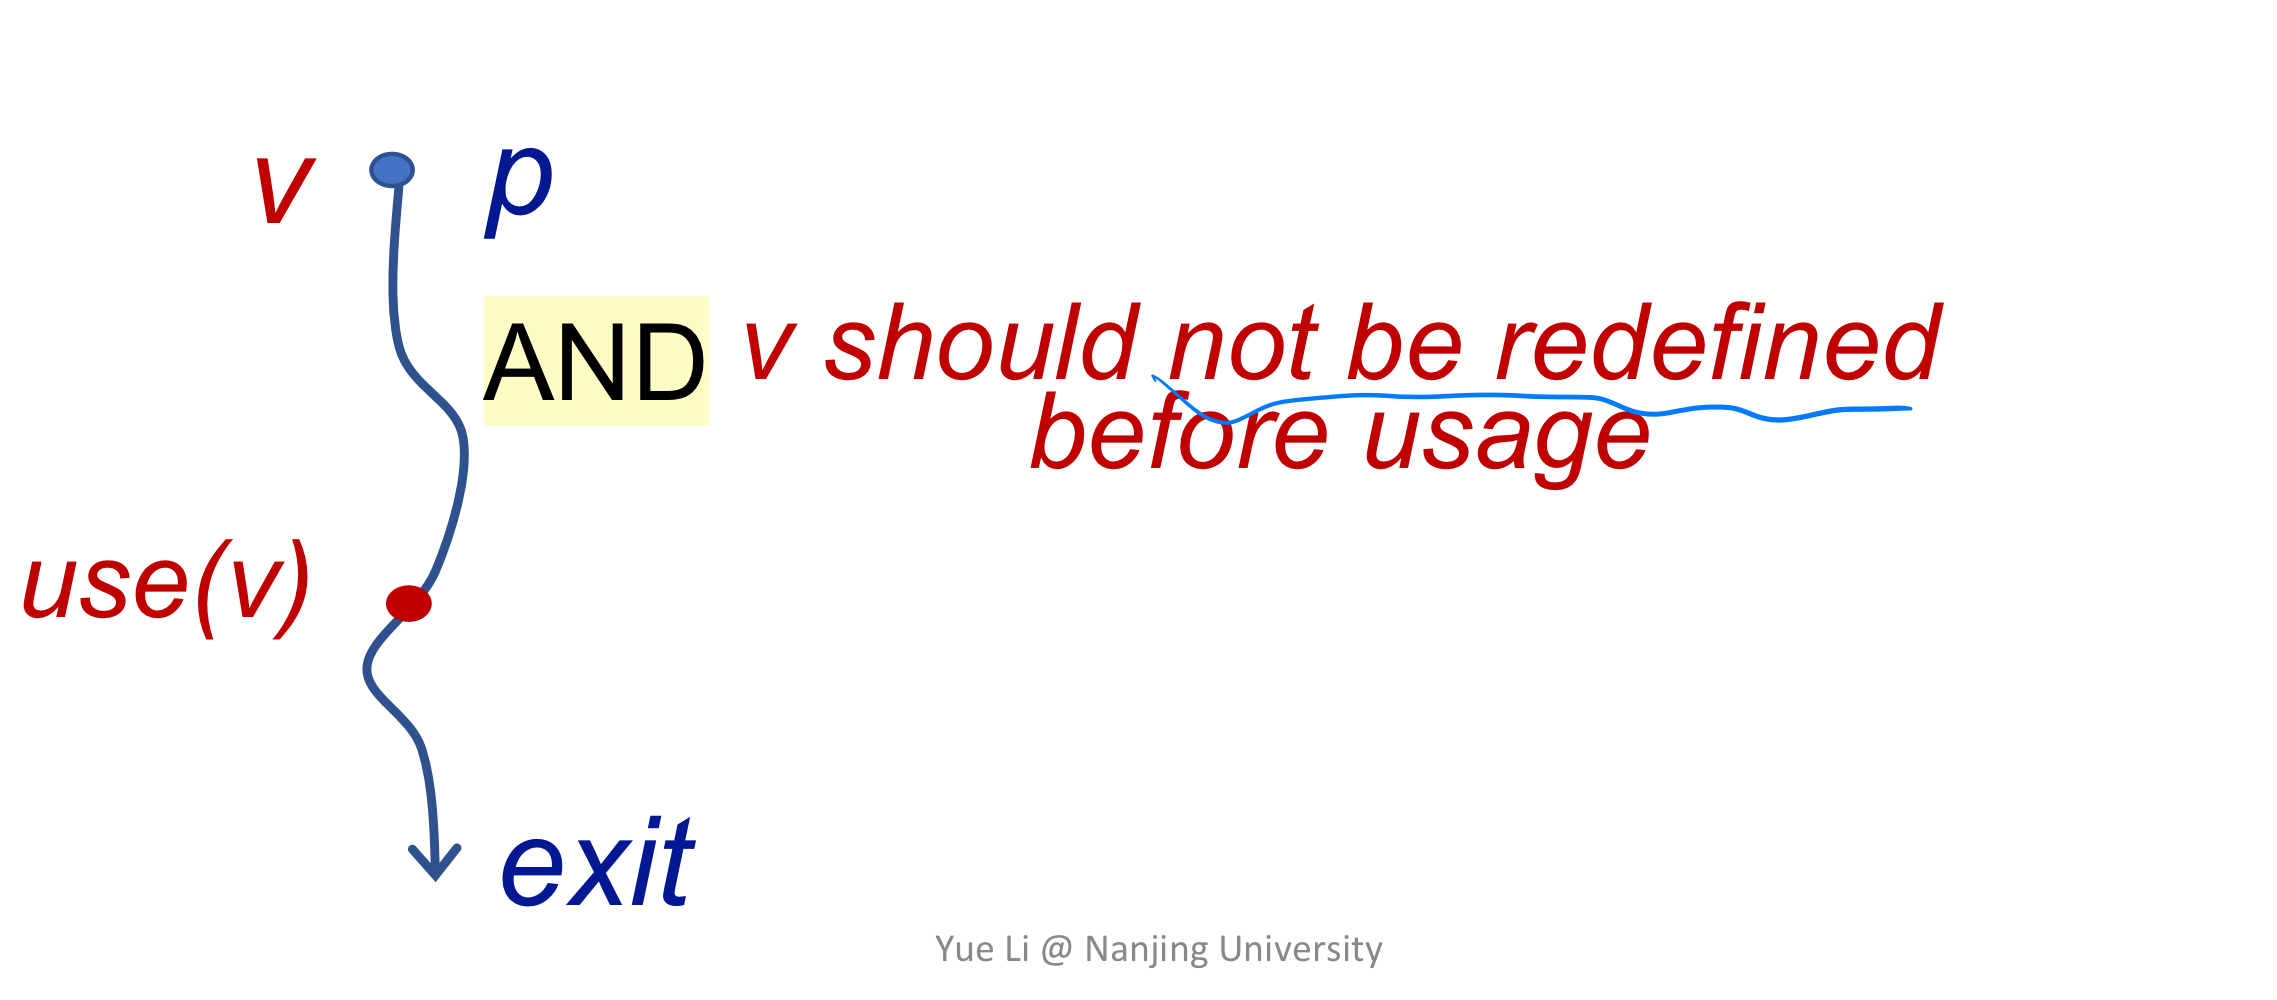 v p
AND v should not be redefined
before usage
use(v)
exit
Yue Li @ Nanjing University